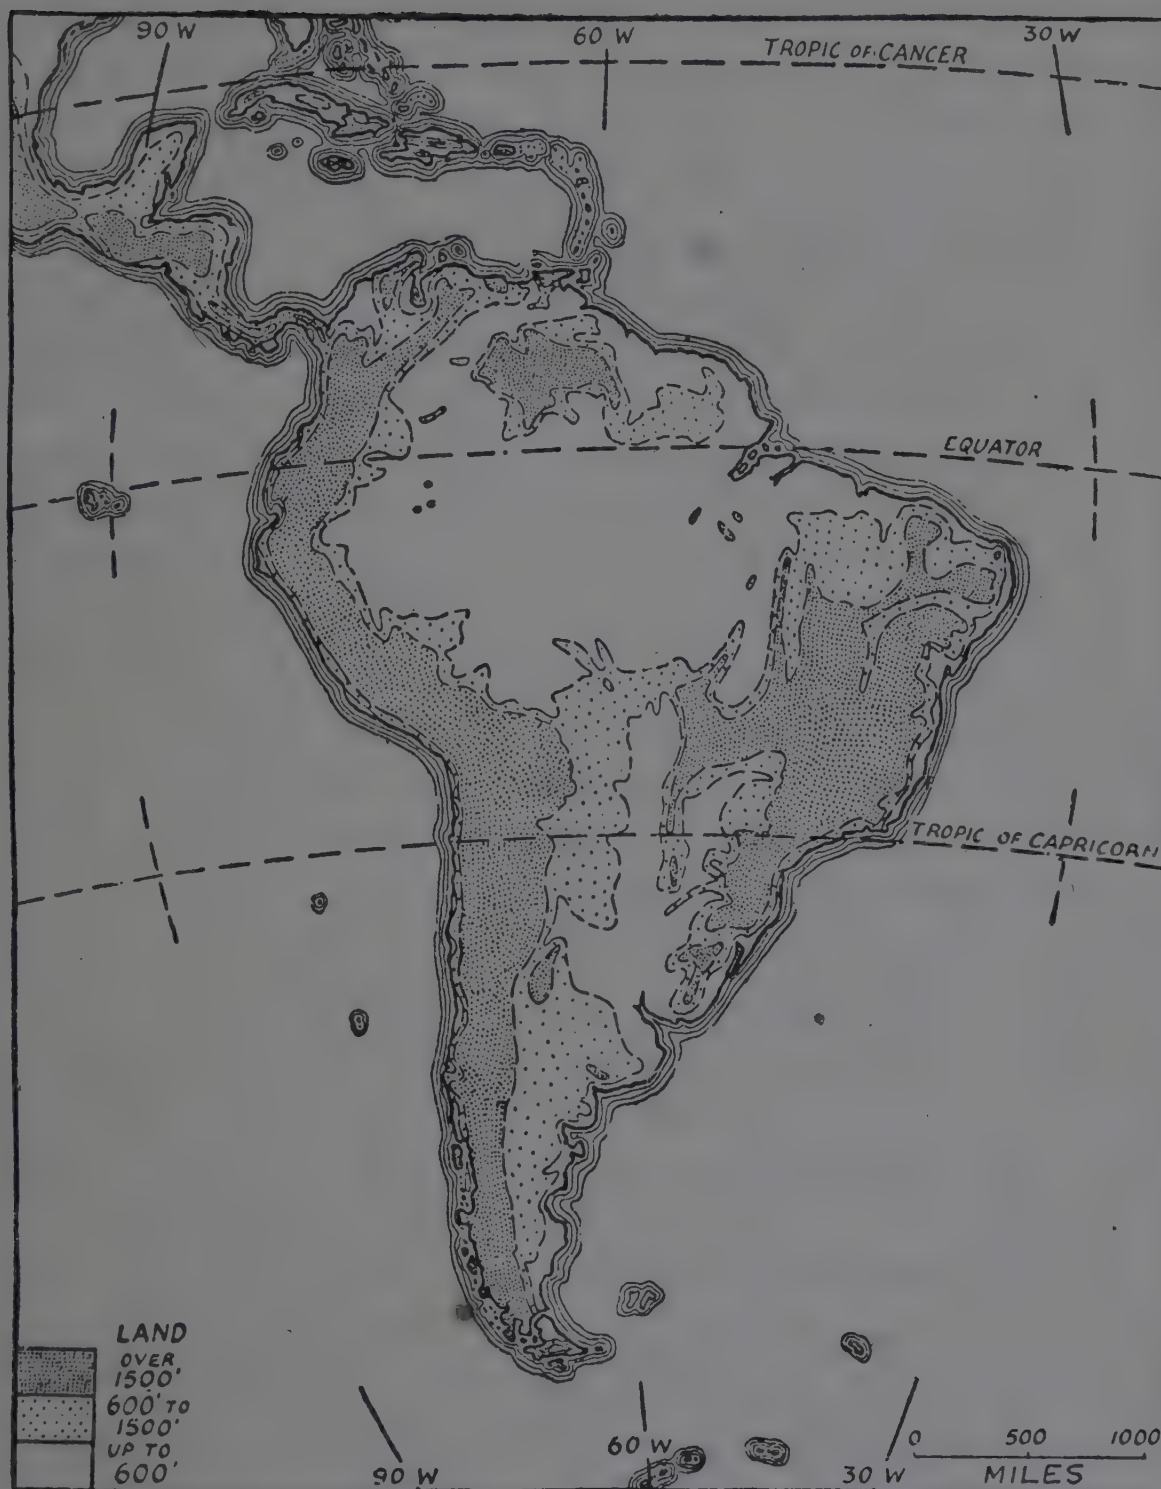 90 W
60 W
30 W
TROPIC OF CANCER
EQUATOR
TROPIC OF CAPRICORN
LAND
OVER
1500'
600' TO
1500'
UP TO
600'
90 W
60 W
30 W
0 500 1000
MILES